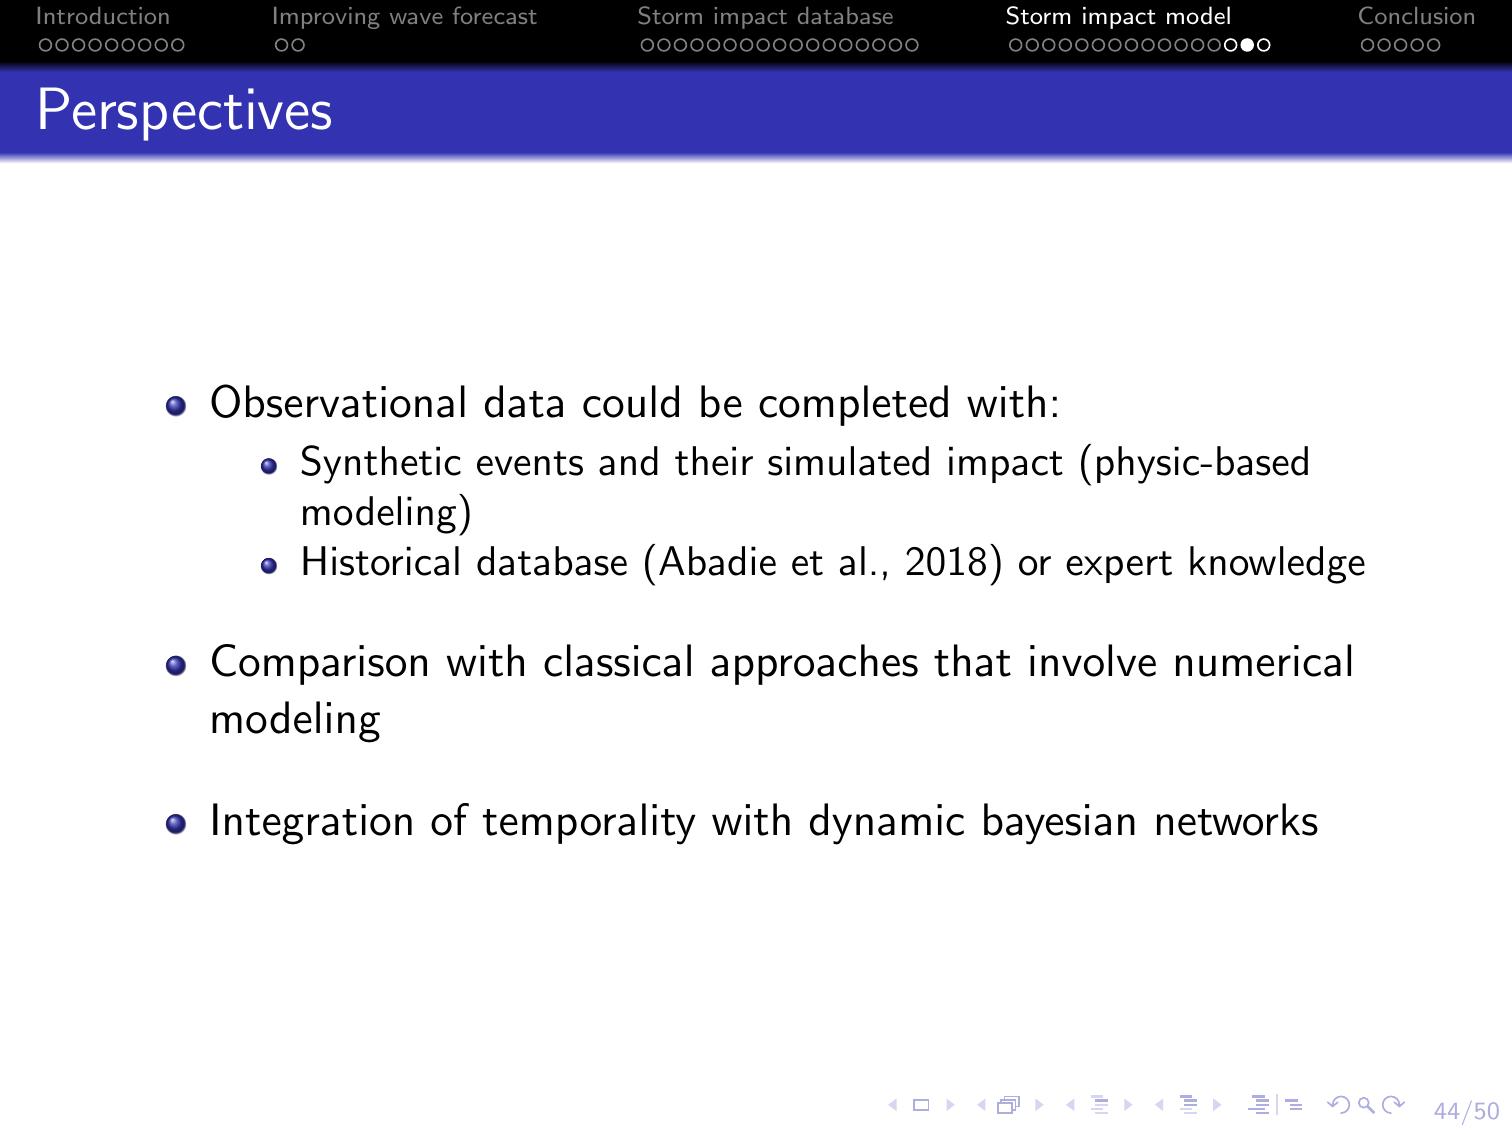 Introduction Improving wave forecast Storm impact database Storm impact model Conclusion
Perspectives
Observational data could be completed with:
Synthetic events and their simulated impact (physic-based
modeling)
Historical database (Abadie et al., 2018) or expert knowledge
Comparison with classical approaches that involve numerical
modeling
Integration of temporality with dynamic bayesian networks
44/50